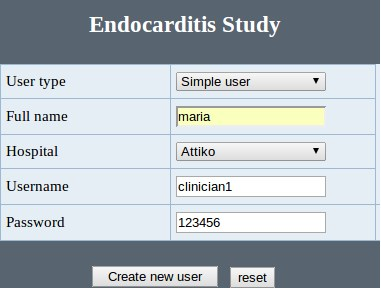 Endocarditis Study
User type Simple user
Full name maria
Hospital Attiko
Username clinician1
Password 123456
Create new user reset